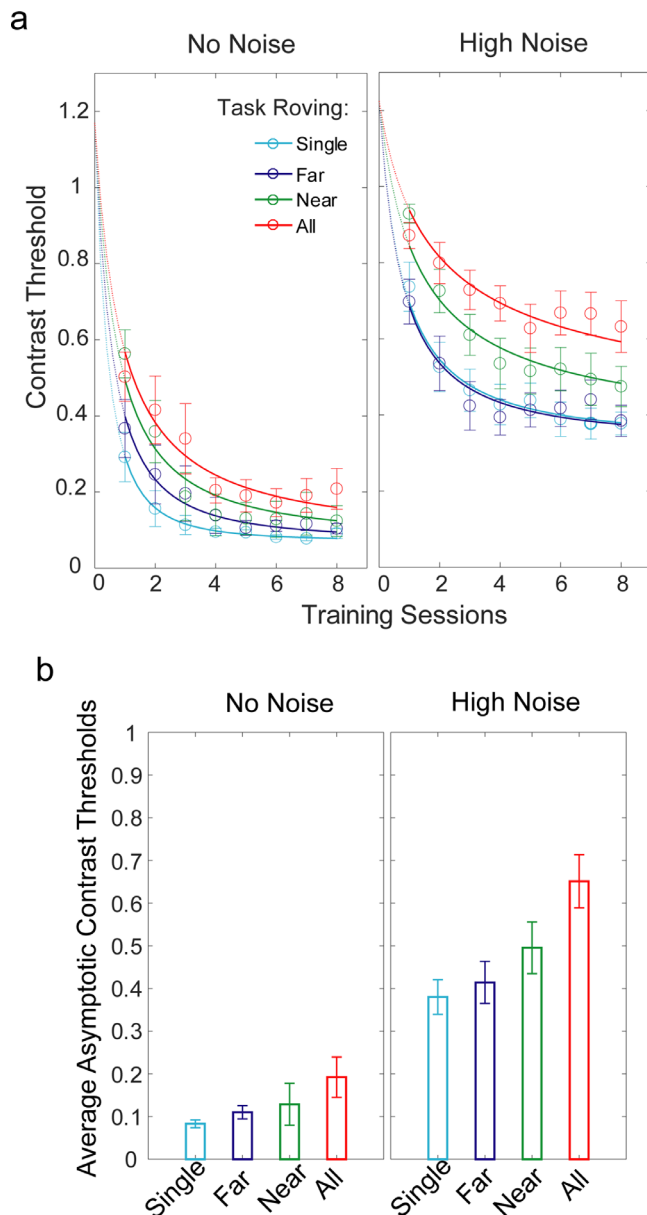 a
No Noise
High Noise
Task Roving:
Single
Far
Near
All
Contrast Threshold
1.2
1
0.8
0.6
0.4
0.2
0
0 2 4 6 8
0 2 4 6 8
Training Sessions
b
No Noise
High Noise
Average Asymptotic Contrast Thresholds
1
0.9
0.8
0.7
0.6
0.5
0.4
0.3
0.2
0.1
0
Single Far Near All
Single Far Near All